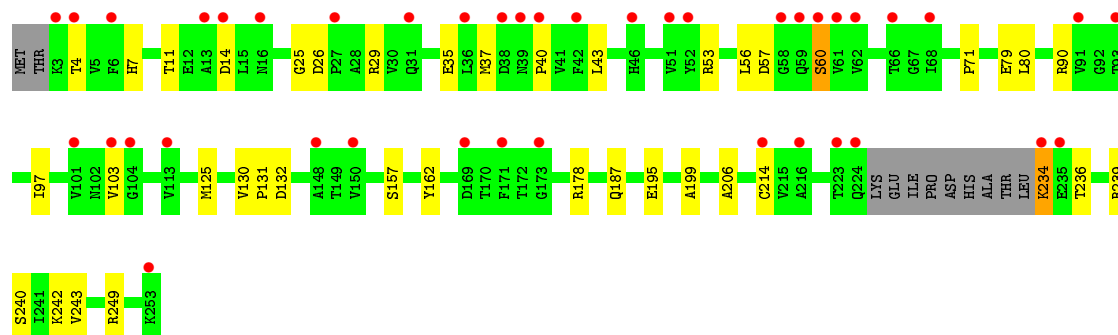 MET THR K3 T4 V5 F6 H7 T11 E12 A13 D14 L15 N16 G25 D26 P27 A28 R29 V30 Q31 E35 L36 M37 D38 N39 P40 V41 F42 L43 H46 V51 Y52 R53 L56 D57 G58 Q59 S60 V61 V62 T66 G67 I68 P71 E79 L80 R90 V91 G92 T93
I97 V101 N102 V103 G104 V113 M125 V130 P131 D132 A148 T149 V150 S157 Y162 D169 T170 F171 T172 G173 R178 Q187 E195 A199 A206 C214 V215 A216 T223 Q224 LYS GLU ILE PRO ASP HIS ALA THR LEU K234 E235 T236
S240 I241 K242 V243 R249 K253